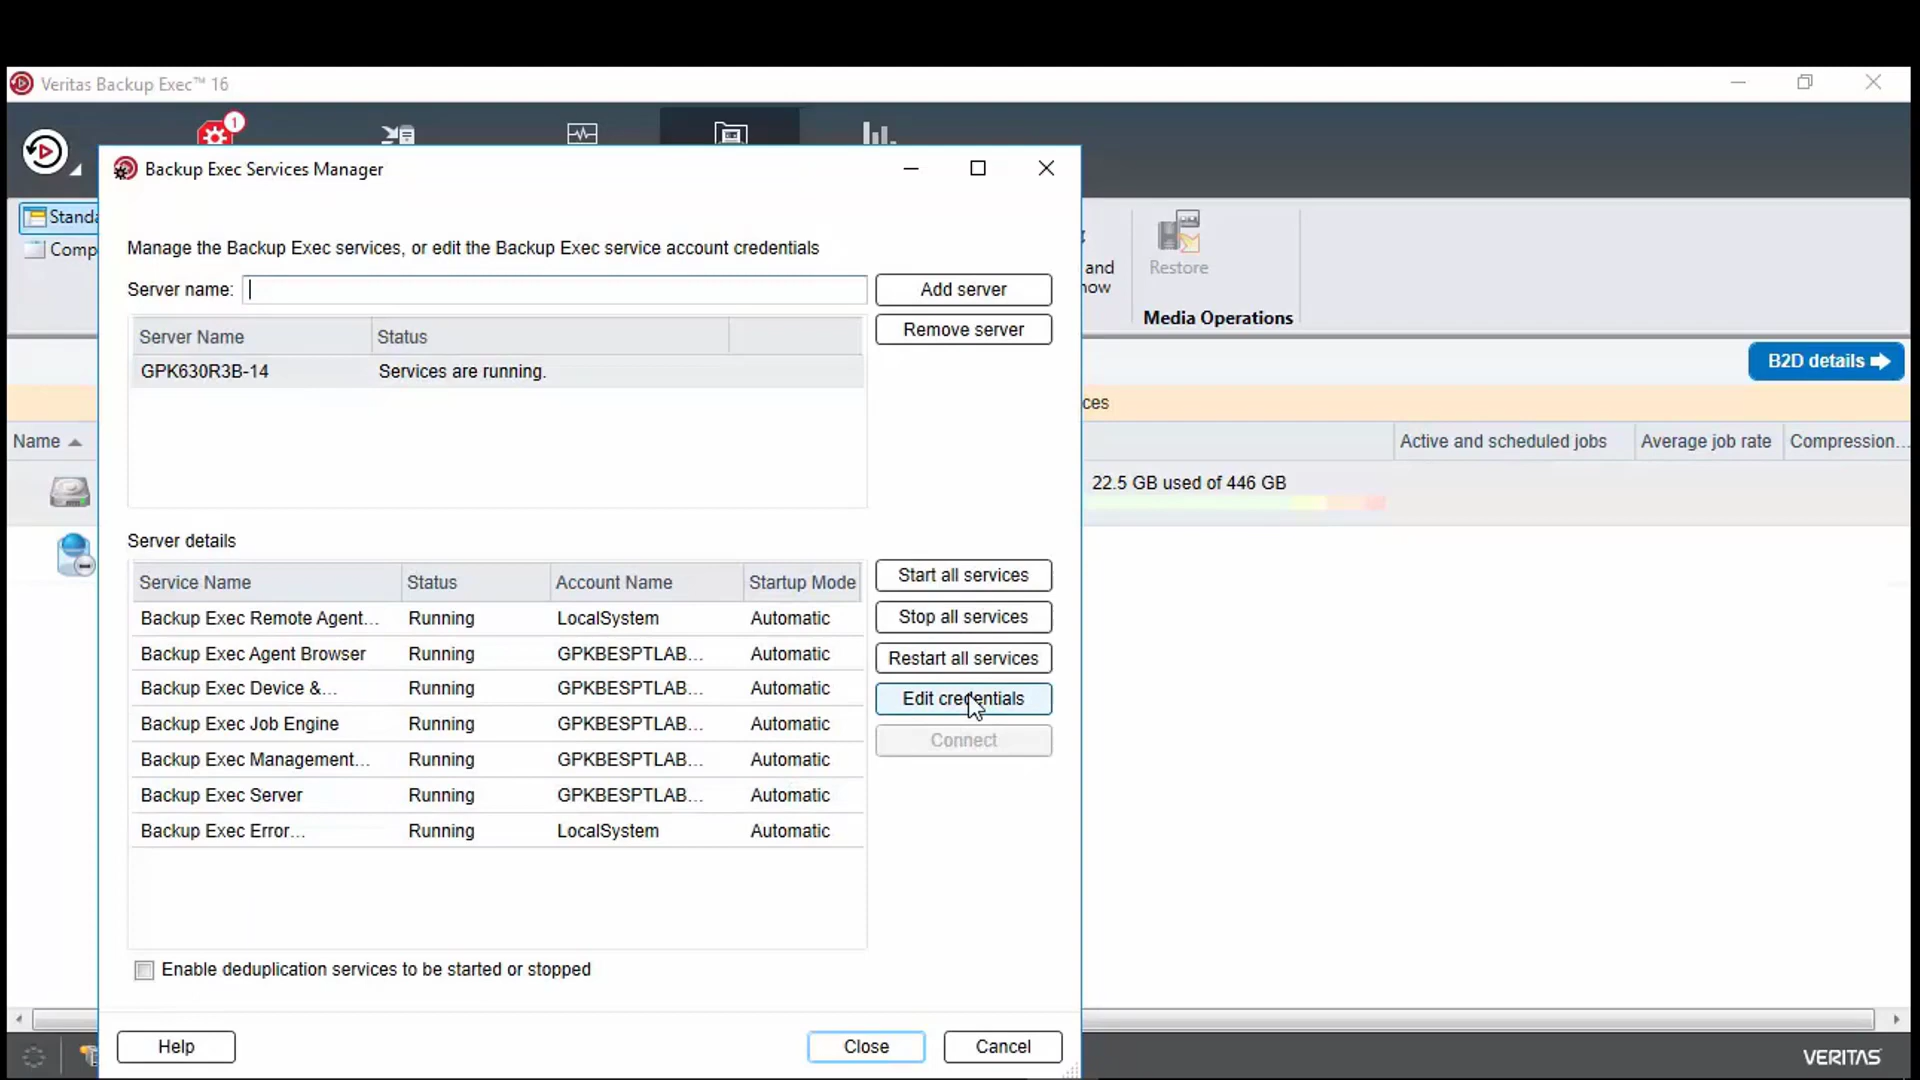 Veritas Backup Exec™ 16
1
Backup Exec Services Manager
Standa
Comp
Manage the Backup Exec services, or edit the Backup Exec service account credentials
Server name:
Add server
Remove server
Server Name Status
GPK630R3B-14 Services are running.
and
Restore
Media Operations
B2D details
ces
Name
Active and scheduled jobs Average job rate Compression...
22.5 GB used of 446 GB
Server details
Service Name Status Account Name Startup Mode
Backup Exec Remote Agent... Running LocalSystem Automatic
Backup Exec Agent Browser Running GPKBESPTLAB... Automatic
Backup Exec Device &... Running GPKBESPTLAB... Automatic
Backup Exec Job Engine Running GPKBESPTLAB... Automatic
Backup Exec Management... Running GPKBESPTLAB... Automatic
Backup Exec Server Running GPKBESPTLAB... Automatic
Backup Exec Error... Running LocalSystem Automatic
Start all services
Stop all services
Restart all services
Edit credentials
Connect
Enable deduplication services to be started or stopped
Help
Close
Cancel
VERITAS